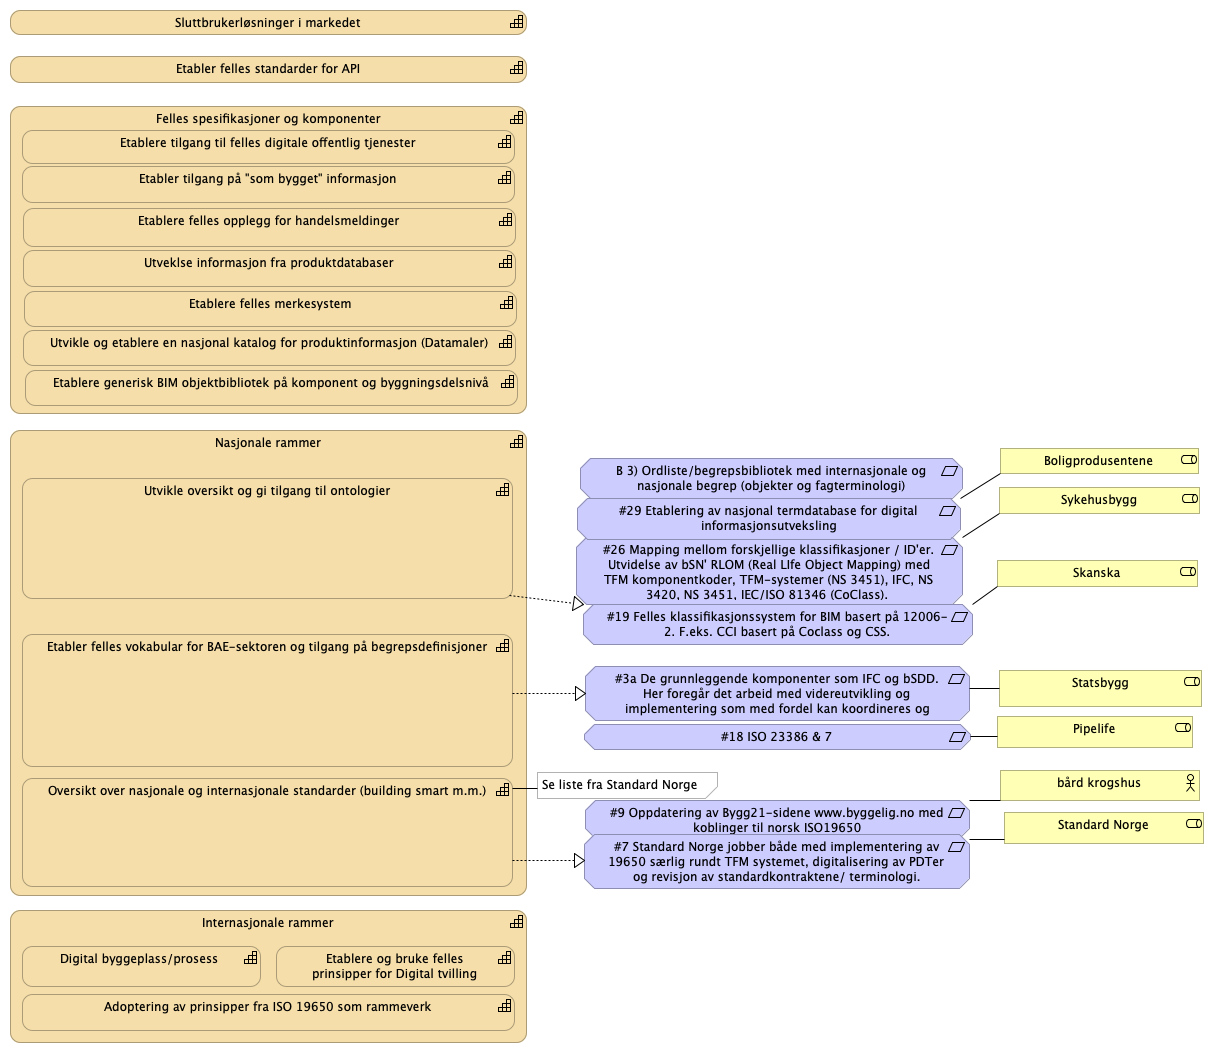 Sluttbrukerløsninger i markedet
Etabler felles standarder for API
Felles spesifikasjoner og komponenter
Etablere tilgang til felles digitale offentlig tjenester
Etabler tilgang på "som bygget" informasjon
Etablere felles opplegg for handelsmeldinger
Utveklse informasjon fra produktdatabaser
Etablere felles merkesystem
Utvikle og etablere en nasjonal katalog for produktinformasjon (Datamaler)
Etablere generisk BIM objektbibliotek på komponent og byggningsdelsnivå
Nasjonale rammer
Utvikle oversikt og gi tilgang til ontologier
B 3) Ordliste/begrepsbibliotek med internasjonale og
nasjonale begrep (objekter og fagterminologi)
Boligprodusentene
#29 Etablering av nasjonal termdatabase for digital
informasjonsutveksling
Sykehusbygg
#26 Mapping mellom forskjellige klassifikasjoner / ID'er.
Utvidelse av bSN' RLOM (Real LIfe Object Mapping) med
TFM komponentkoder, TFM-systemer (NS 3451), IFC, NS
3420, NS 3451, IEC/ISO 81346 (CoClass).
Skanska
#19 Felles klassifikasjonssystem for BIM basert på 12006-
2. F.eks. CCI basert på Coclass og CSS.
Etabler felles vokabular for BAE-sektoren og tilgang på begrepsdefinisjoner
#3a De grunnleggende komponenter som IFC og bSDD.
Her foregår det arbeid med videreutvikling og
implementering som med fordel kan koordineres og
Statsbygg
#18 ISO 23386 & 7
Pipelife
Oversikt over nasjonale og internasjonale standarder (building smart m.m.)
Se liste fra Standard Norge
bård krogshus
#9 Oppdatering av Bygg21-sidene www.byggelig.no med
koblinger til norsk ISO19650
Standard Norge
#7 Standard Norge jobber både med implementering av
19650 særlig rundt TFM systemet, digitalisering av PDTer
og revisjon av standardkontraktene/ terminologi.
Internasjonale rammer
Digital byggeplass/prosess
Etablere og bruke felles
prinsipper for Digital tvilling
Adoptering av prinsipper fra ISO 19650 som rammeverk